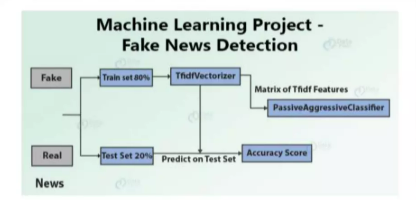 Machine Learning Project -
Fake News Detection
Fake
Train set 80%
TfidfVectorizer
Matrix of Tfidf Features
PassiveAggressiveClassifier
Real
Test Set 20%
Predict on Test Set
Accuracy Score
News